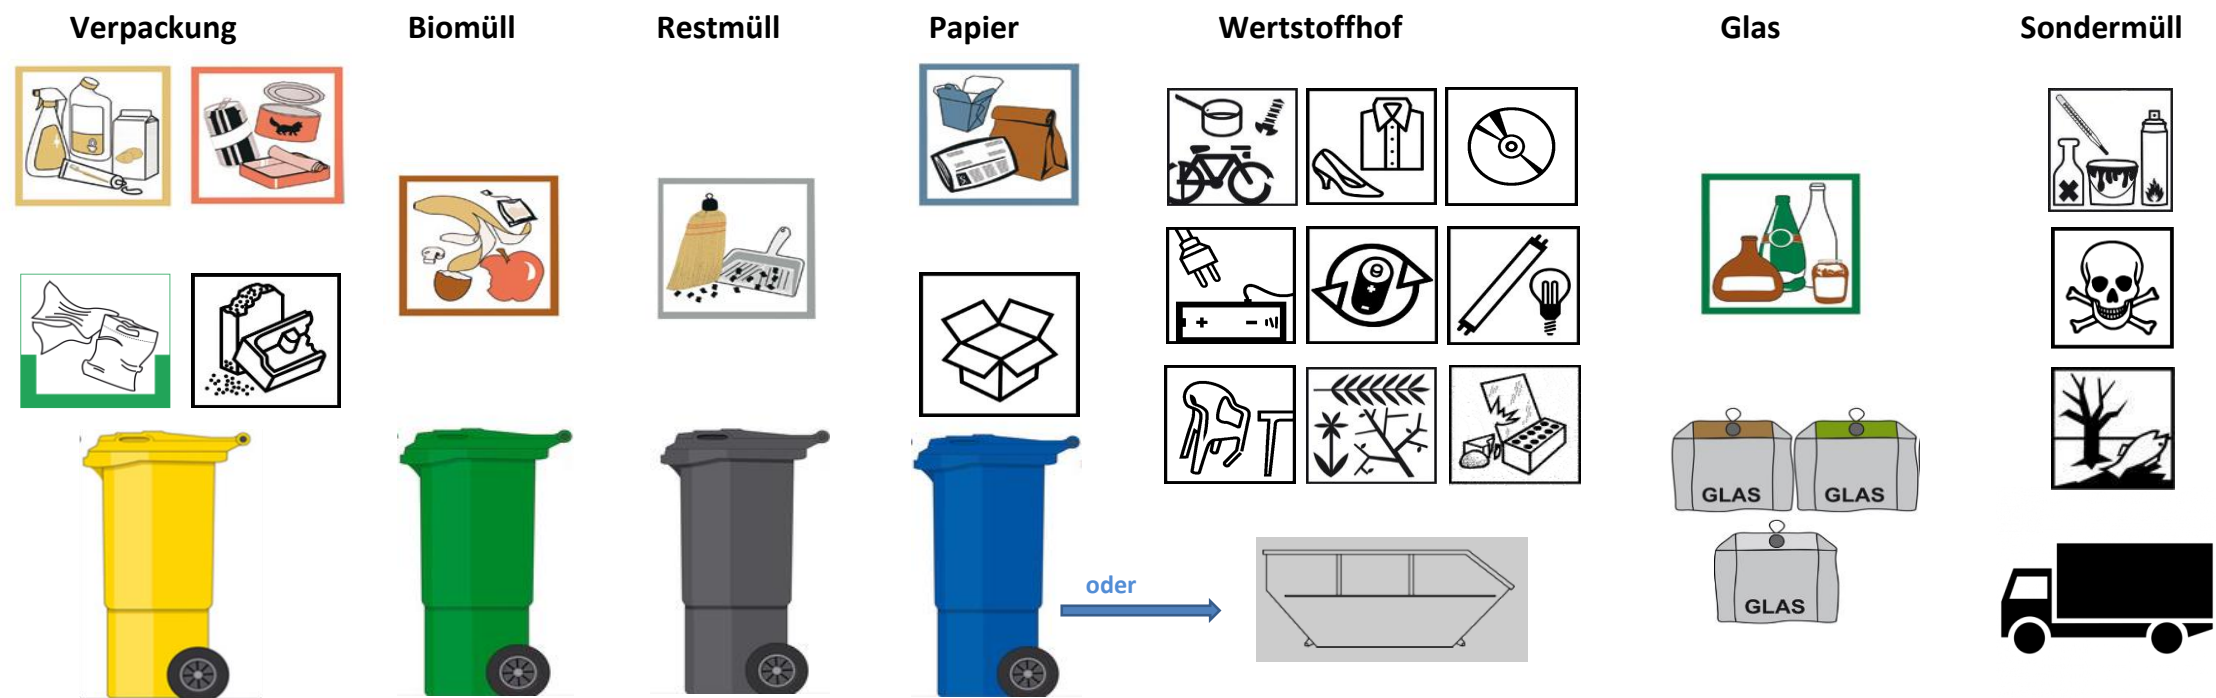 Verpackung
Biomüll
Restmüll
Papier
Wertstoffhof
Glas
Sondermüll
GLAS
GLAS
oder
GLAS